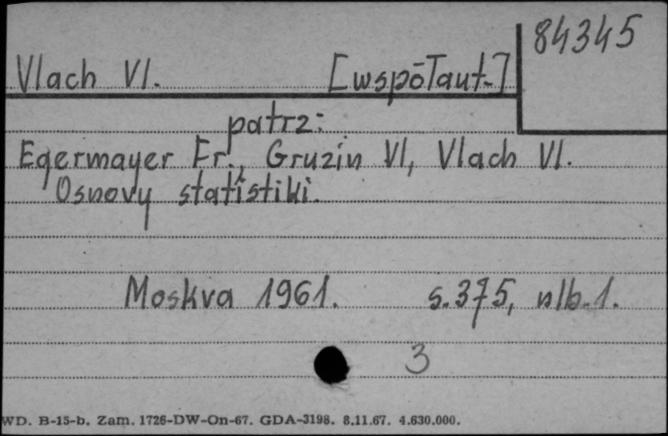 84345
Vlach Vl. [współaut.]
patrz:
Egermayer Fr., Gruzin Vl, Vlach Vl.
Osnovy statistiki.
Moskva 1961. s.375, nlb.1.
3
WD. B-15-b. Zam. 1726-DW-On-67. GDA-3198. 8.11.67. 4.630.000.